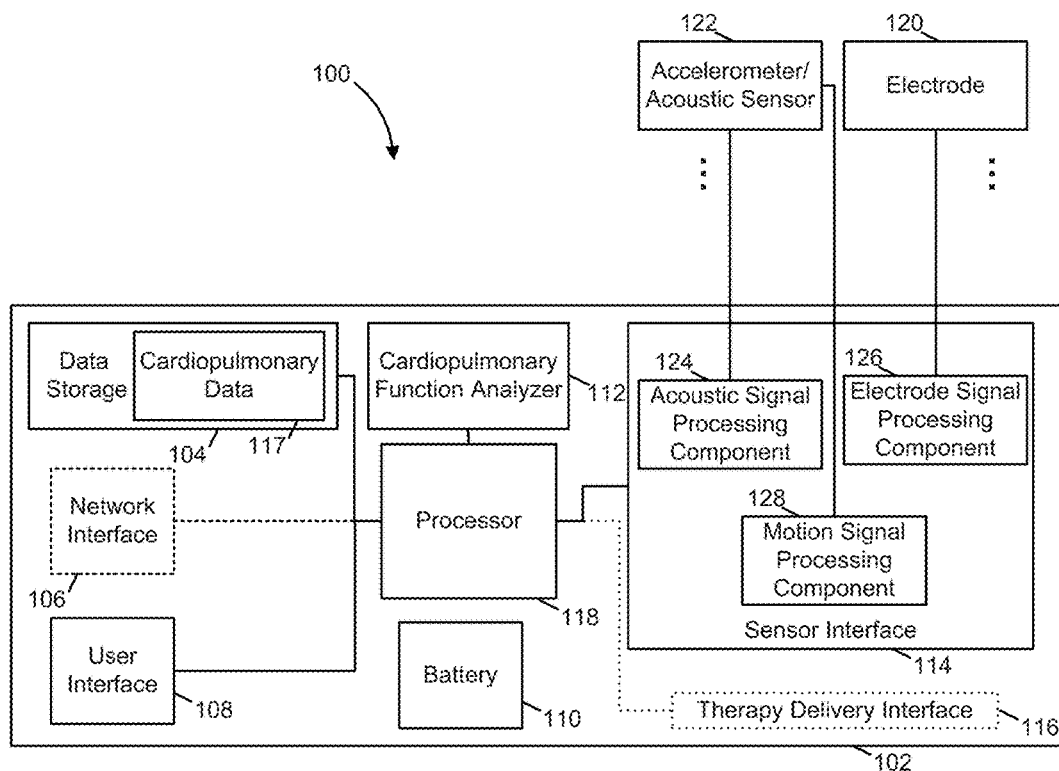 122
120
100
Accelerometer/
Acoustic Sensor
Electrode
Data
Storage
Cardiopulmonary
Data
104
117
Cardiopulmonary
Function Analyzer
112
124
Acoustic Signal
Processing
Component
126
Electrode Signal
Processing
Component
Network
Interface
106
Processor
118
128
Motion Signal
Processing
Component
Sensor Interface
114
User
Interface
108
Battery
110
Therapy Delivery Interface
116
102